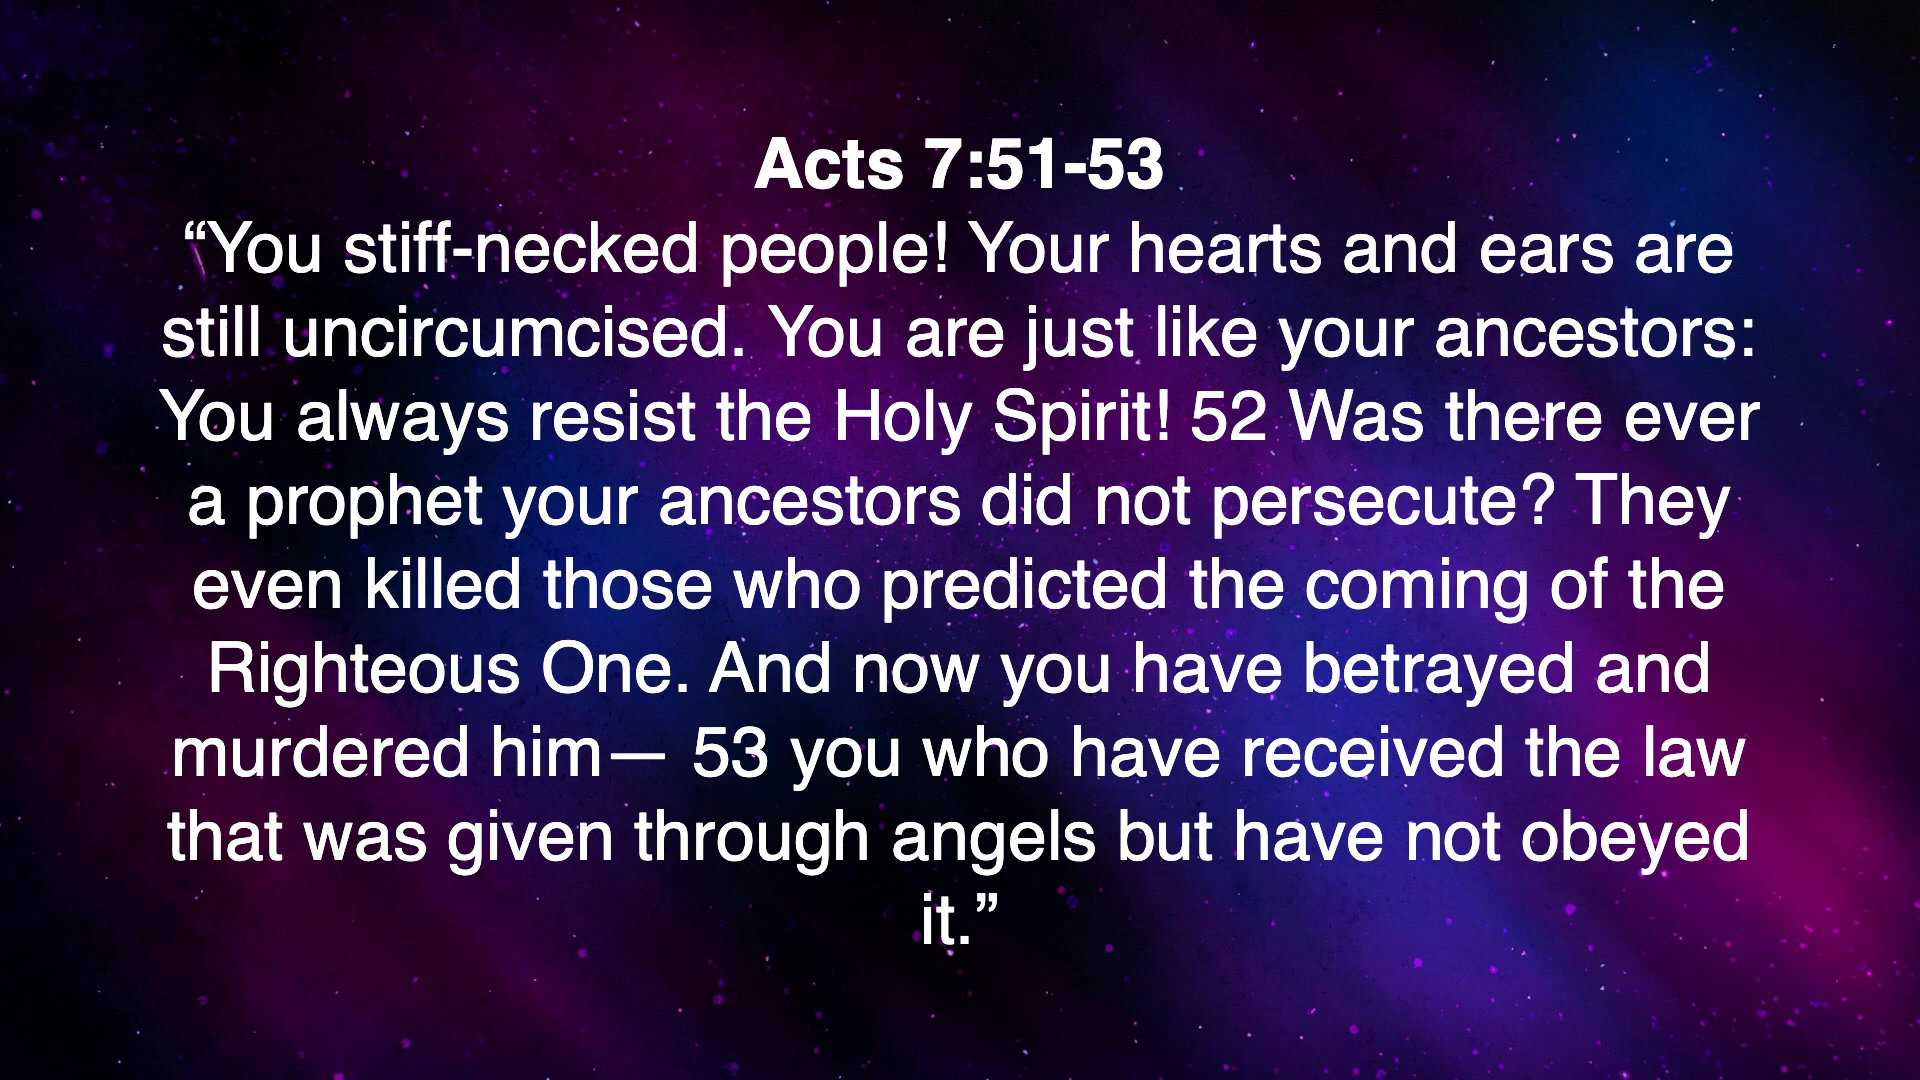 Acts 7:51-53
“You stiff-necked people! Your hearts and ears are
still uncircumcised. You are just like your ancestors:
You always resist the Holy Spirit! 52 Was there ever
a prophet your ancestors did not persecute? They
even killed those who predicted the coming of the
Righteous One. And now you have betrayed and
murdered him— 53 you who have received the law
that was given through angels but have not obeyed
it.”